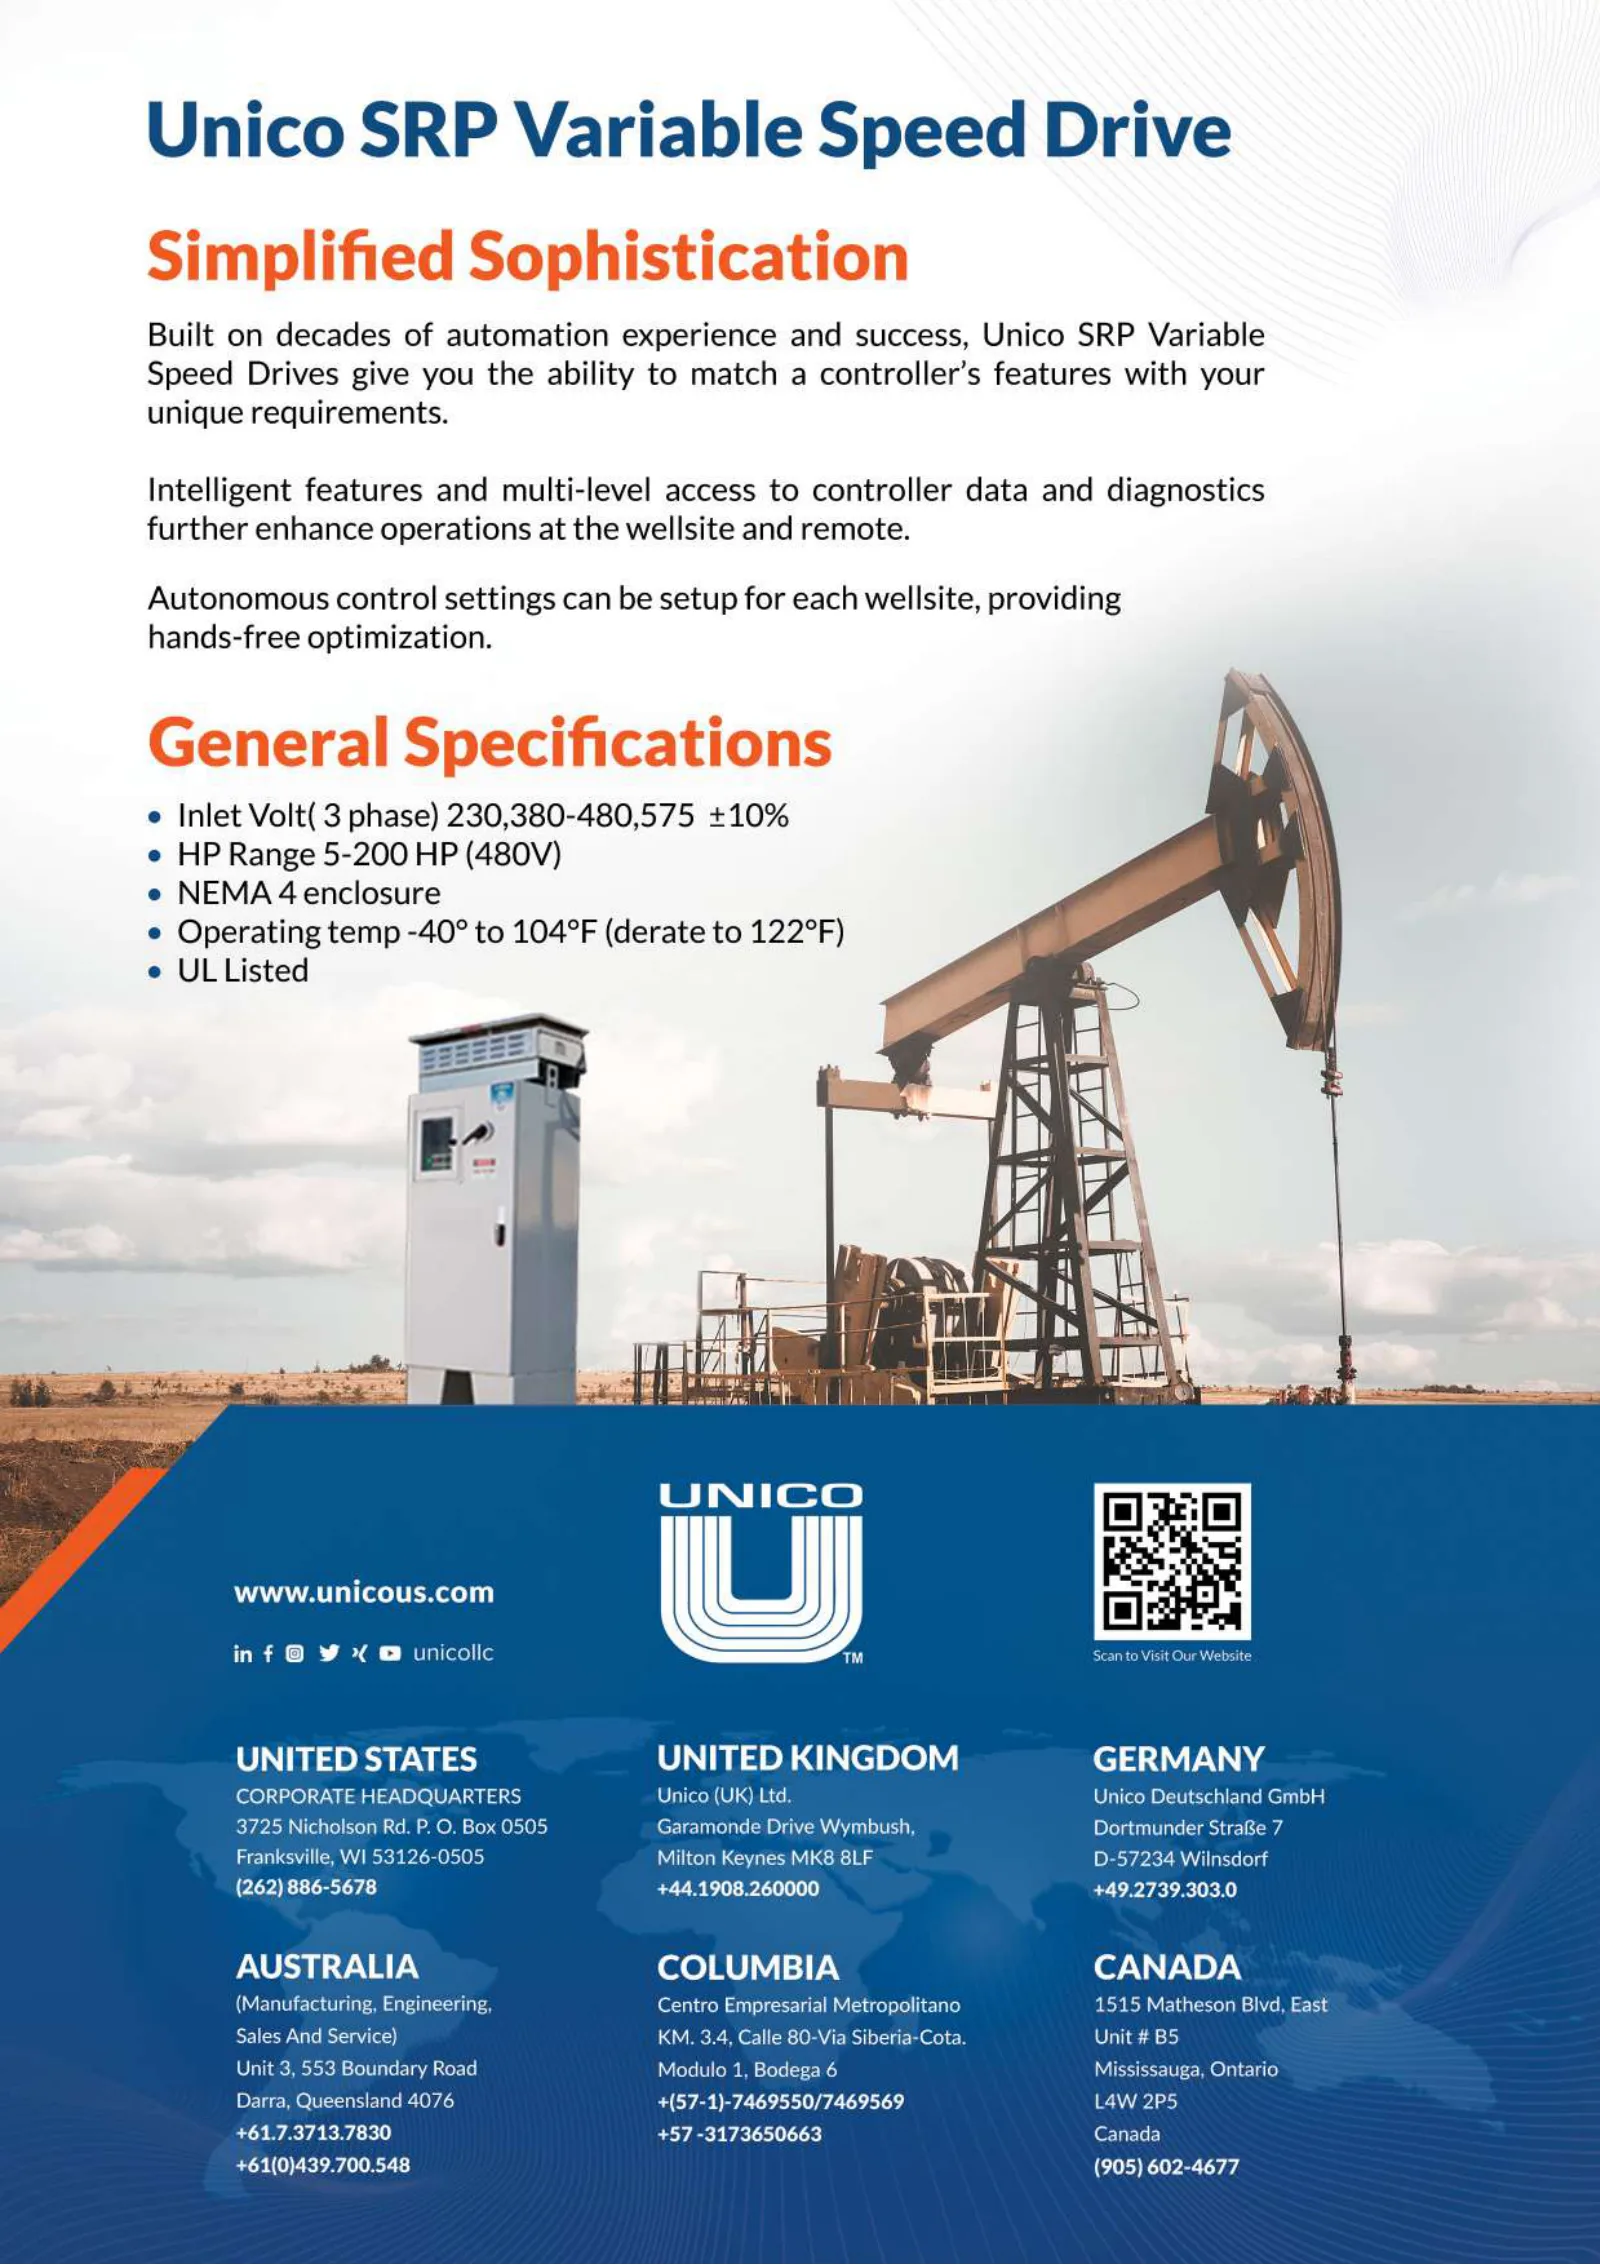 Unico SRP Variable Speed Drive
Simplified Sophistication
Built on decades of automation experience and success, Unico SRP Variable
Speed Drives give you the ability to match a controller's features with your
unique requirements.
Intelligent features and multi-level access to controller data and diagnostics
further enhance operations at the wellsite and remote.
Autonomous control settings can be setup for each wellsite, providing
hands-free optimization.
General Specifications
• Inlet Volt( 3 phase) 230,380-480,575 ±10%
• HP Range 5-200 HP (480V)
• NEMA 4 enclosure
• Operating temp -40° to 104°F (derate to 122°F)
• UL Listed
www.unicous.com
unicollc
UNICO
TM
Scan to Visit Our Website
UNITED STATES
CORPORATE HEADQUARTERS
3725 Nicholson Rd. P. O. Box 0505
Franksville, WI 53126-0505
(262) 886-5678
UNITED KINGDOM
Unico (UK) Ltd.
Garamonde Drive Wymbush,
Milton Keynes MK8 8LF
+44.1908.260000
GERMANY
Unico Deutschland GmbH
Dortmunder Straße 7
D-57234 Wilnsdorf
+49.2739.303.0
AUSTRALIA
(Manufacturing, Engineering,
Sales And Service)
Unit 3, 553 Boundary Road
Darra, Queensland 4076
+61.7.3713.7830
+61(0)439.700.548
COLUMBIA
Centro Empresarial Metropolitano
KM. 3.4, Calle 80-Via Siberia-Cota.
Modulo 1, Bodega 6
+(57-1)-7469550/7469569
+57 -3173650663
CANADA
1515 Matheson Blvd, East
Unit # B5
Mississauga, Ontario
L4W 2P5
Canada
(905) 602-4677